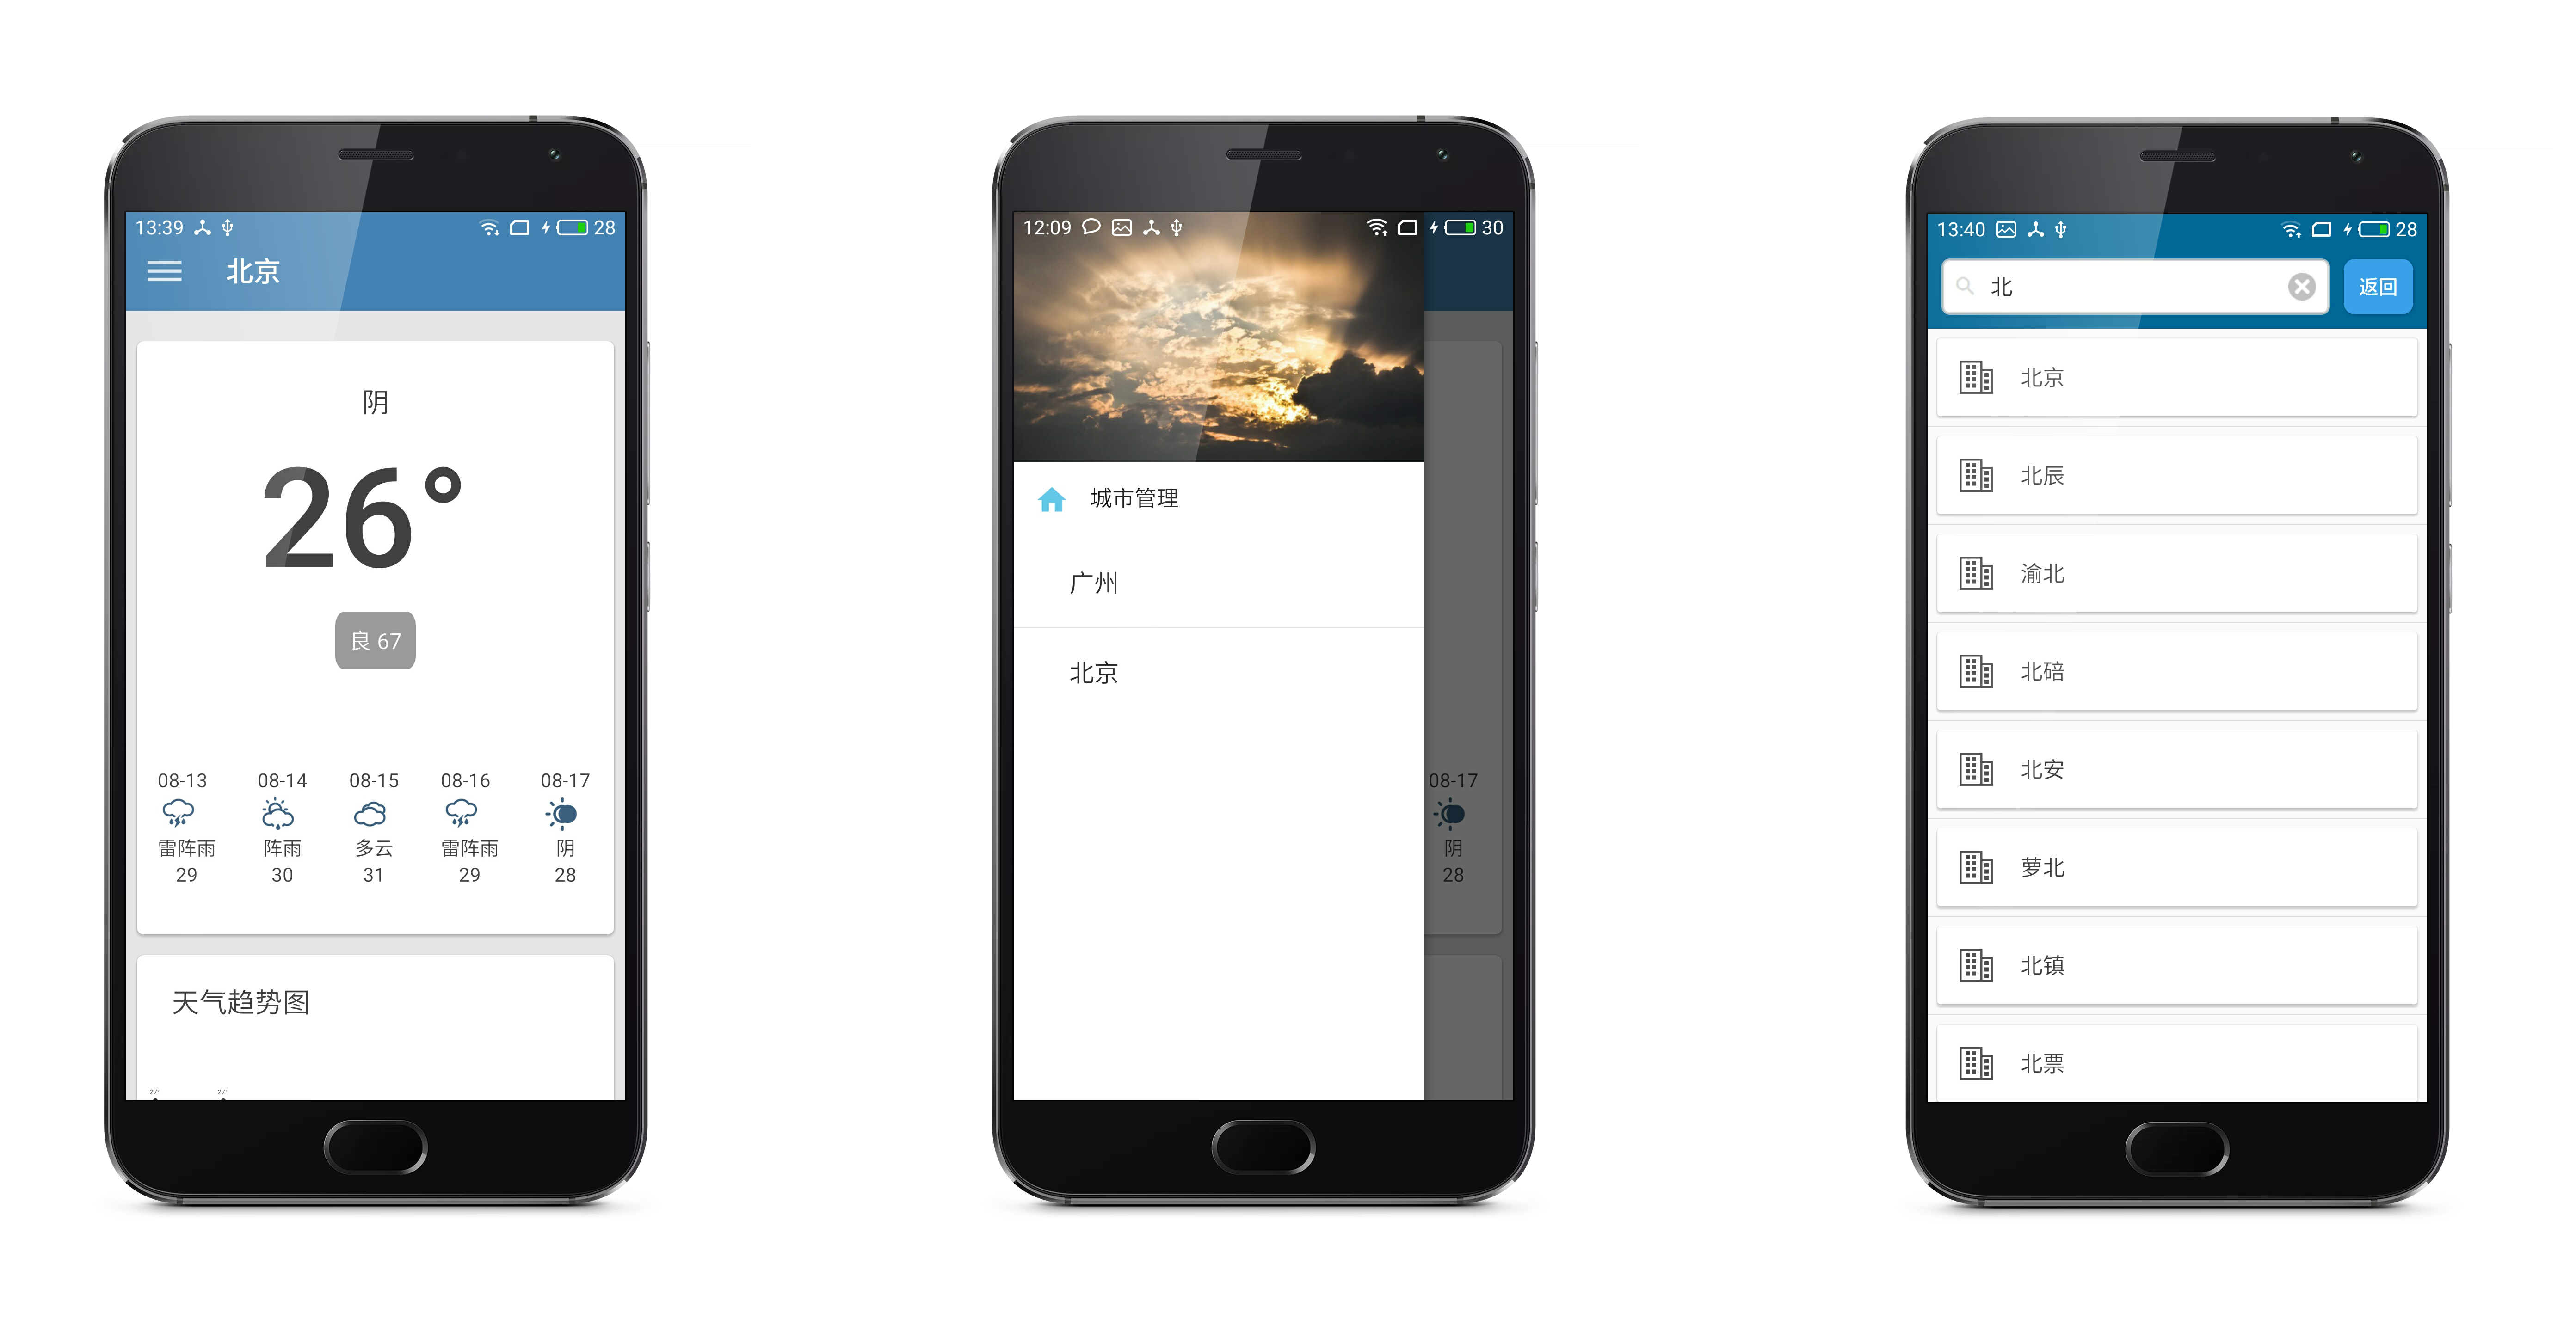 13:39
28
北京
阴
26°
良 67
08-13 08-14 08-15 08-16 08-17
雷阵雨 阵雨 多云 雷阵雨 阴
29 30 31 29 28
天气趋势图
27° 27°
12:09
30
城市管理
广州
北京
08-17
阴
28
13:40
28
北
返回
北京
北辰
渝北
北碚
北安
萝北
北镇
北票